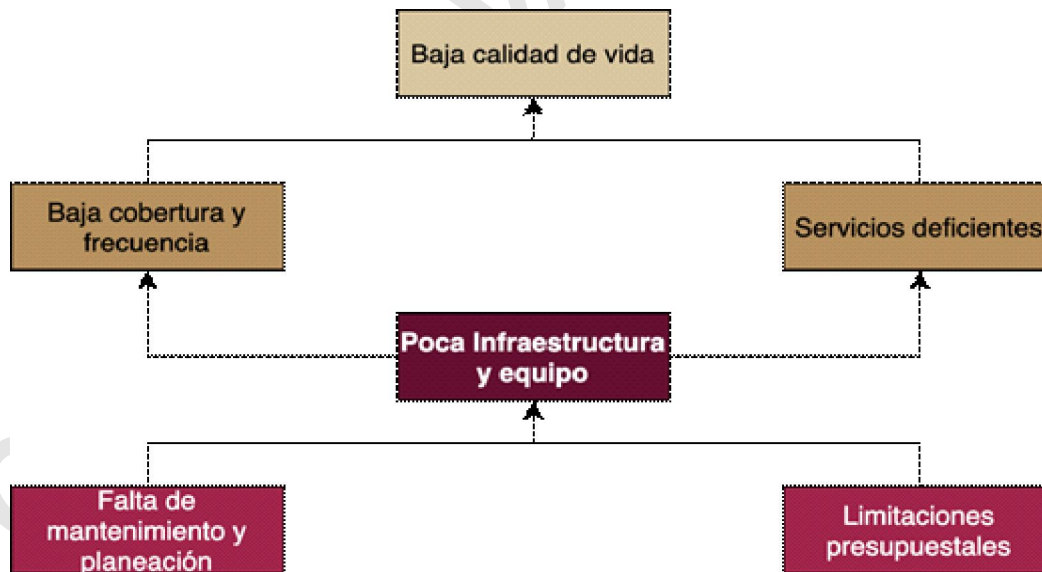 Baja calidad de vida
Baja cobertura y
frecuencia
Servicios deficientes
Poca Infraestructura
y equipo
Falta de
mantenimiento y
planeación
Limitaciones
presupuestales